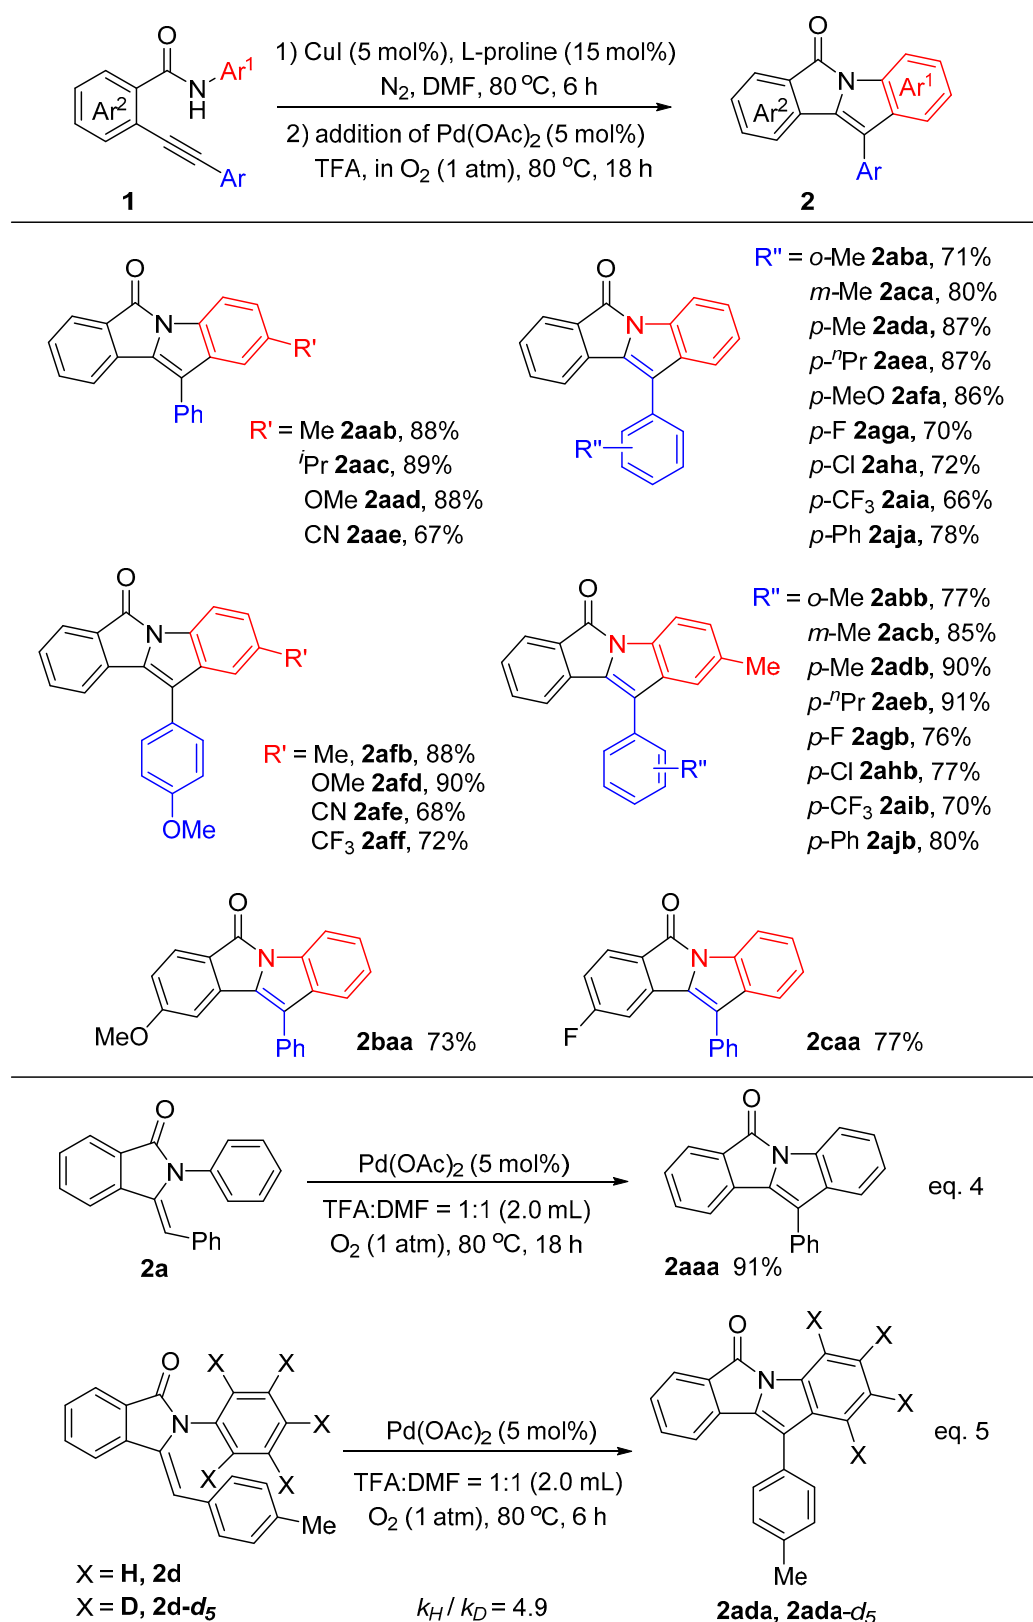 O
N
H
Ar1
Ar2
Ar
1
1) CuI (5 mol%), L-proline (15 mol%)
N2, DMF, 80 oC, 6 h
2) addition of Pd(OAc)2 (5 mol%)
TFA, in O2 (1 atm), 80 oC, 18 h
O
N
Ar1
Ar2
Ar
2
O
N
R'
Ph
R' = Me 2aab, 88%
iPr 2aac, 89%
OMe 2aad, 88%
CN 2aae, 67%
O
N
R"
R" = o-Me 2aba, 71%
m-Me 2aca, 80%
p-Me 2ada, 87%
p-nPr 2aea, 87%
p-MeO 2afa, 86%
p-F 2aga, 70%
p-Cl 2aha, 72%
p-CF3 2aia, 66%
p-Ph 2aja, 78%
O
N
R'
OMe
R' = Me, 2afb, 88%
OMe 2afd, 90%
CN 2afe, 68%
CF3 2aff, 72%
O
N
Me
R"
R" = o-Me 2abb, 77%
m-Me 2acb, 85%
p-Me 2adb, 90%
p-nPr 2aeb, 91%
p-F 2agb, 76%
p-Cl 2ahb, 77%
p-CF3 2aib, 70%
p-Ph 2ajb, 80%
O
N
MeO
Ph
2baa 73%
O
N
F
Ph
2caa 77%
O
N
Ph
2a
Pd(OAc)2 (5 mol%)
TFA:DMF = 1:1 (2.0 mL)
O2 (1 atm), 80 oC, 18 h
O
N
Ph
2aaa 91%
eq. 4
O
N
X X
X
X X
Me
X = H, 2d
X = D, 2d-d5
Pd(OAc)2 (5 mol%)
TFA:DMF = 1:1 (2.0 mL)
O2 (1 atm), 80 oC, 6 h
kH / kD = 4.9
O
N
X X
X
X
Me
2ada, 2ada-d5
eq. 5